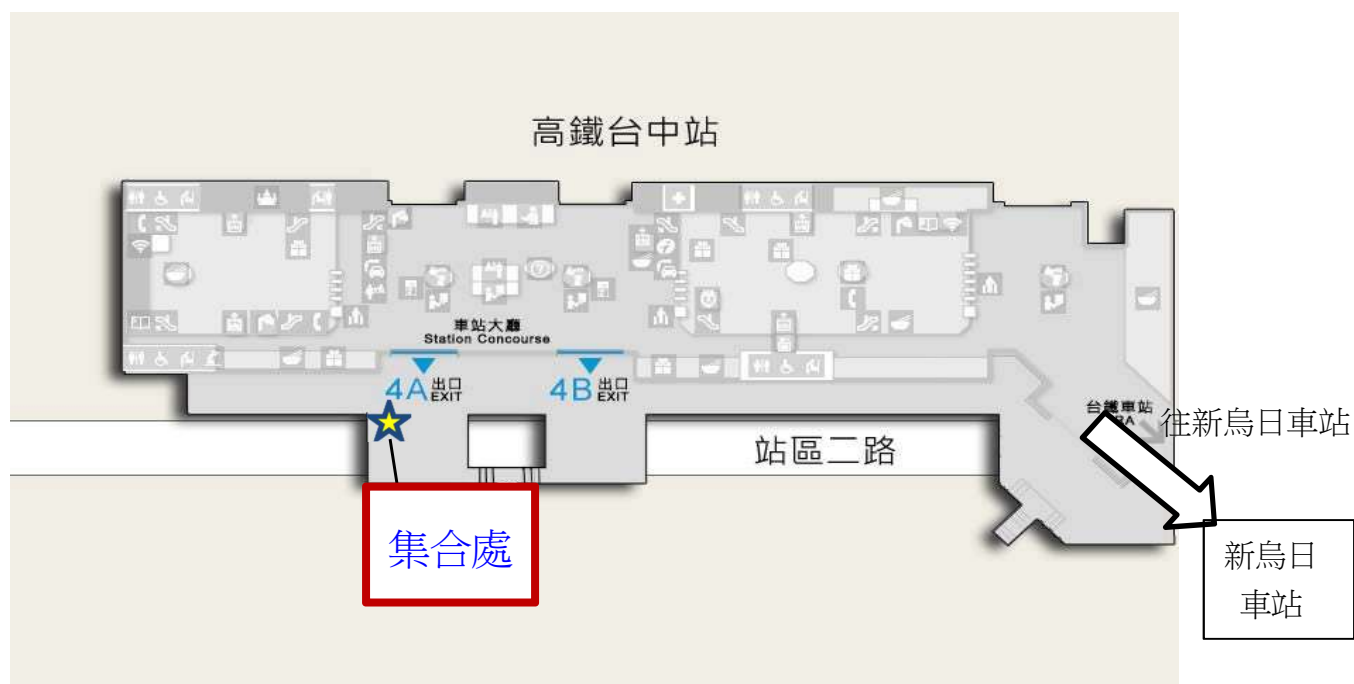 高鐵台中站
車站大廳
Station Concourse
4A 出口
EXIT
4B 出口
EXIT
台鐵車站
往新烏日車站
站區二路
集合處
新烏日
車站